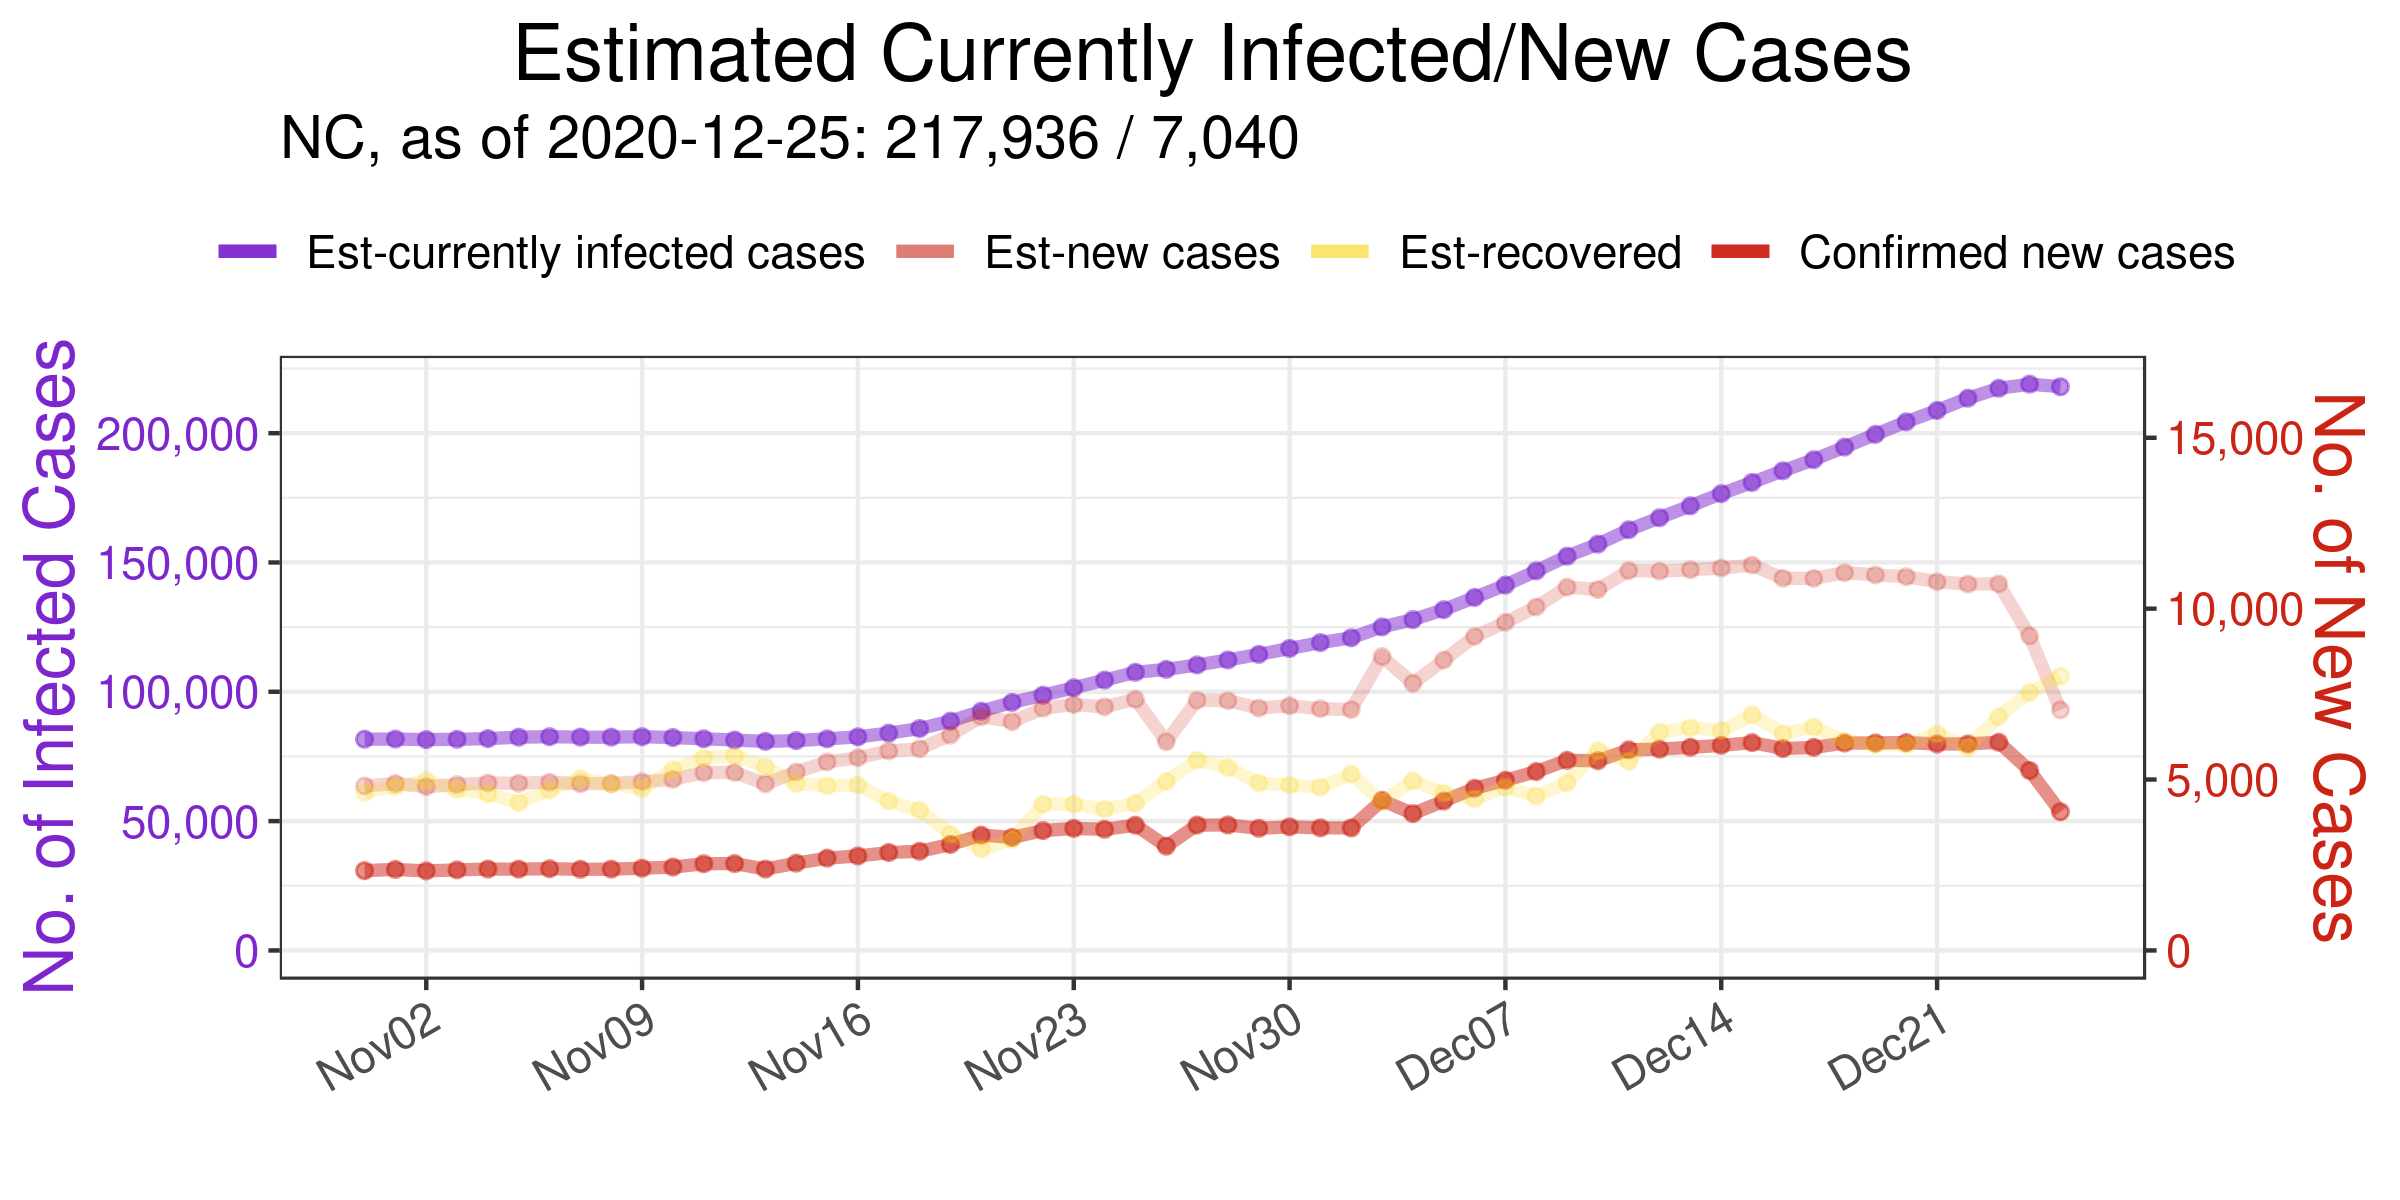 Estimated Currently Infected/New Cases
NC, as of 2020-12-25: 217,936 / 7,040
Est-currently infected cases Est-new cases Est-recovered Confirmed new cases
No. of Infected Cases
200,000
150,000
100,000
50,000
0
15,000
10,000
5,000
0
No. of New Cases
Nov02 Nov09 Nov16 Nov23 Nov30 Dec07 Dec14 Dec21